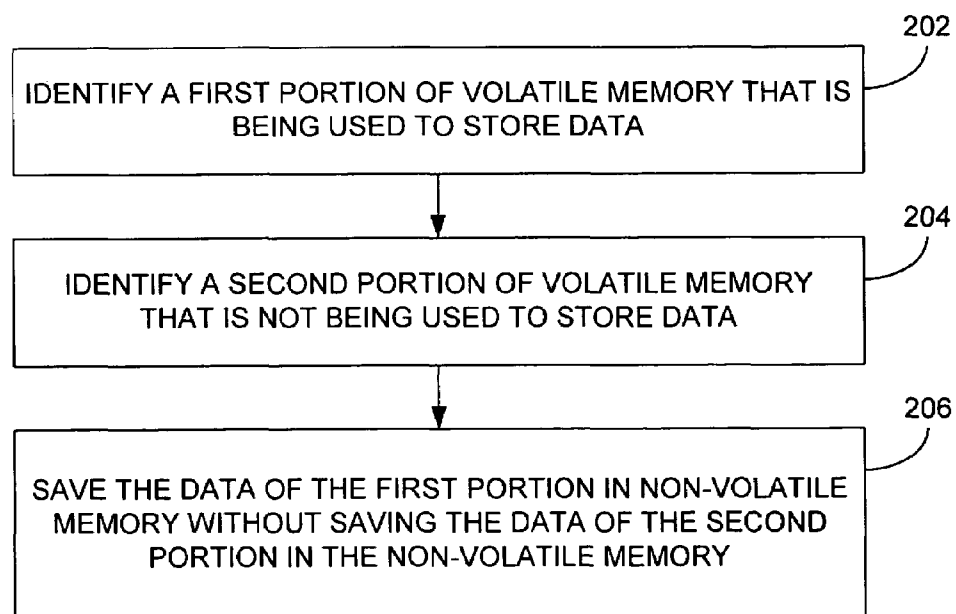 202
IDENTIFY A FIRST PORTION OF VOLATILE MEMORY THAT IS
BEING USED TO STORE DATA
204
IDENTIFY A SECOND PORTION OF VOLATILE MEMORY
THAT IS NOT BEING USED TO STORE DATA
206
SAVE THE DATA OF THE FIRST PORTION IN NON-VOLATILE
MEMORY WITHOUT SAVING THE DATA OF THE SECOND
PORTION IN THE NON-VOLATILE MEMORY